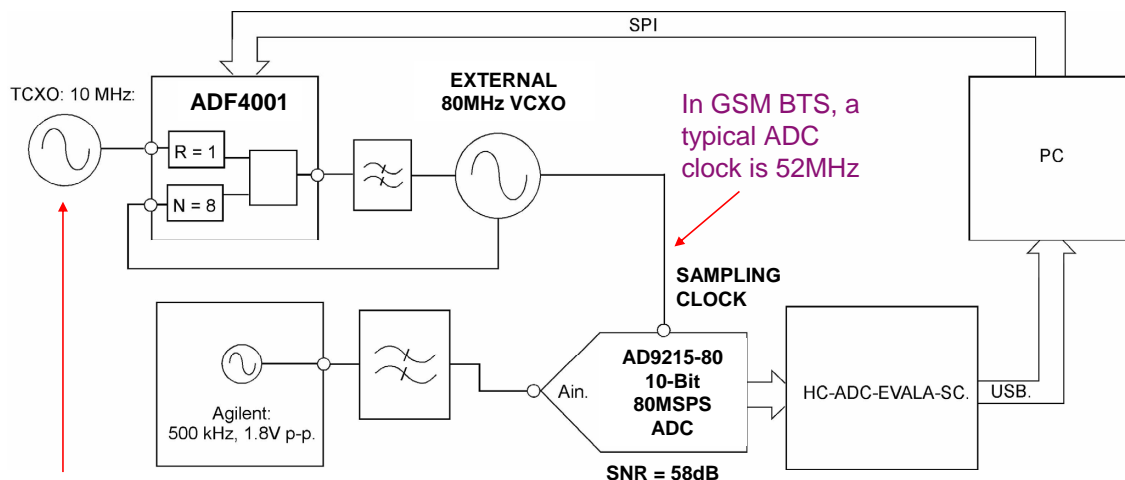 SPI
TCXO: 10 MHz:
ADF4001
EXTERNAL
80MHz VCXO
In GSM BTS, a
typical ADC
clock is 52MHz
PC
R = 1
N = 8
SAMPLING
CLOCK
Agilent:
500 kHz, 1.8V p-p.
Ain.
AD9215-80
10-Bit
80MSPS
ADC
HC-ADC-EVALA-SC.
USB.
SNR = 58dB